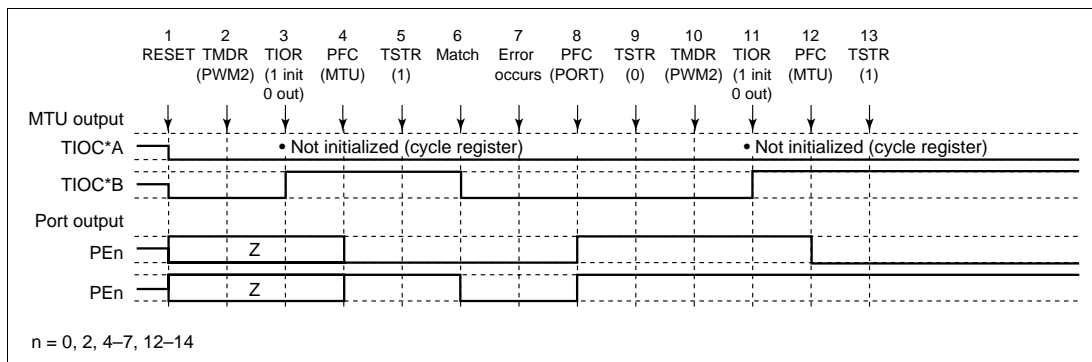 1 2 3 4 5 6 7 8 9 10 11 12 13
RESET TMDR TIOR PFC TSTR Match Error PFC TSTR TMDR TIOR PFC TSTR
(PWM2) (1 init (MTU) (1) occurs (PORT) (0) (PWM2) (1 init (MTU) (1)
0 out) 0 out)
MTU output
TIOC*A • Not initialized (cycle register) • Not initialized (cycle register)
TIOC*B
Port output
PEn Z
PEn Z
n = 0, 2, 4–7, 12–14